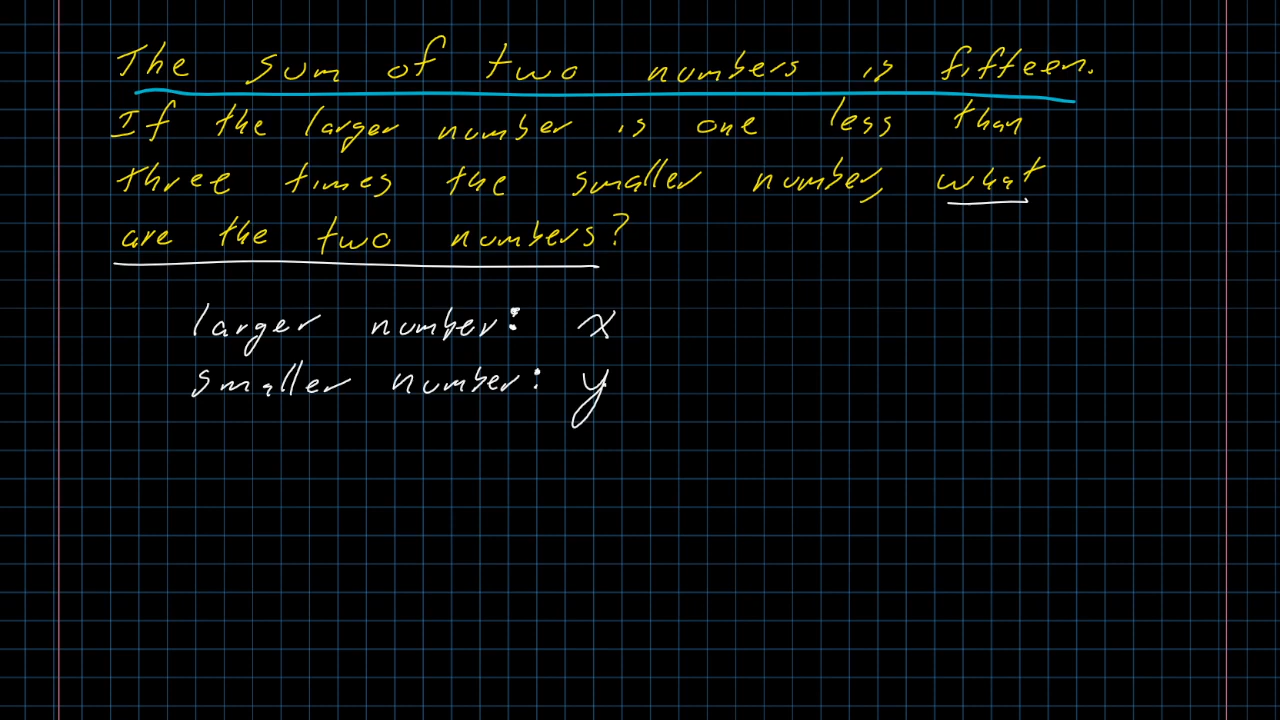 The sum of two numbers is fifteen.
If the larger number is one less than
three times the smaller number, what
are the two numbers?
larger number: x
smaller number: y